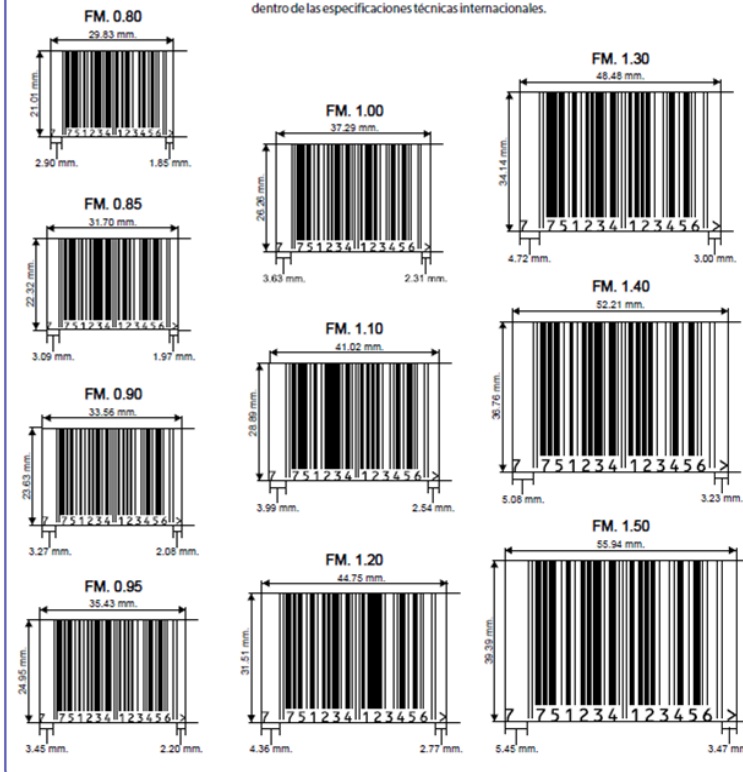 dentro de las especificaciones técnicas internacionales.
FM. 0.80
29.83 mm.
21.01 mm.
7 751234 123456 >
2.90 mm. 1.85 mm.
FM. 0.85
31.70 mm.
22.32 mm.
7 751234 123456 >
3.09 mm. 1.97 mm.
FM. 0.90
33.56 mm.
23.63 mm.
7 751234 123456 >
3.27 mm. 2.08 mm.
FM. 0.95
35.43 mm.
24.95 mm.
7 751234 123456 >
3.45 mm. 2.20 mm.
FM. 1.00
37.29 mm.
26.26 mm.
7 751234 123456 >
3.63 mm. 2.31 mm.
FM. 1.10
41.02 mm.
28.89 mm.
7 751234 123456 >
3.99 mm. 2.54 mm.
FM. 1.20
44.75 mm.
31.51 mm.
7 751234 123456 >
4.36 mm. 2.77 mm.
FM. 1.30
48.48 mm.
34.14 mm.
7 751234 123456 >
4.72 mm. 3.00 mm.
FM. 1.40
52.21 mm.
36.76 mm.
7 751234 123456 >
5.08 mm. 3.23 mm.
FM. 1.50
55.94 mm.
39.39 mm.
7 751234 123456 >
5.45 mm. 3.47 mm